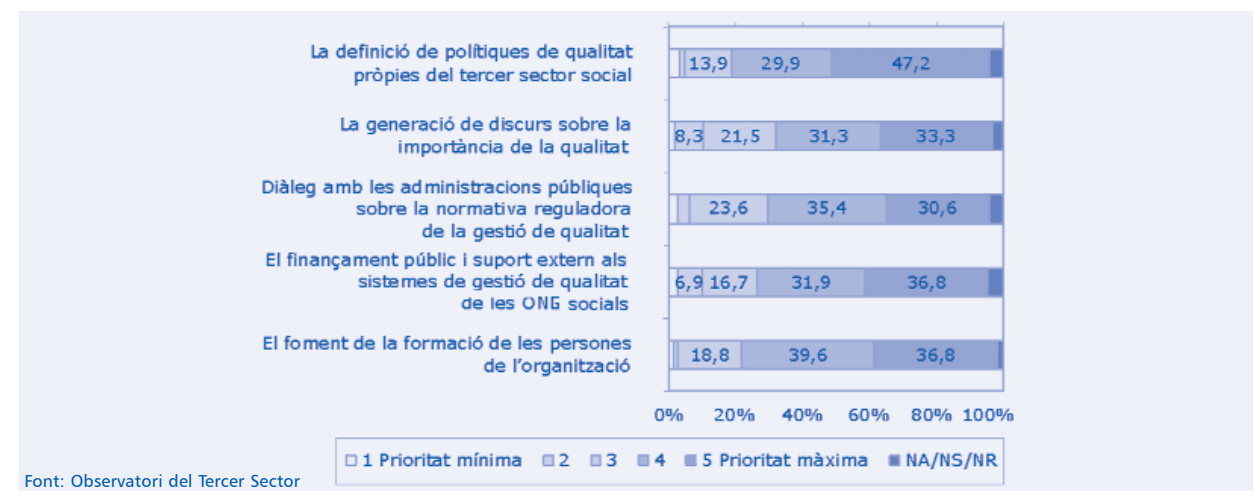 La definició de polítiques de qualitat
pròpies del tercer sector social
13,9 29,9 47,2
La generació de discurs sobre la
importància de la qualitat
8,3 21,5 31,3 33,3
Diàleg amb les administracions públiques
sobre la normativa reguladora
de la gestió de qualitat
23,6 35,4 30,6
El finançament públic i suport extern als
sistemes de gestió de qualitat
de les ONG socials
6,9 16,7 31,9 36,8
El foment de la formació de les persones
de l'organització
18,8 39,6 36,8
0% 20% 40% 60% 80% 100%
1 Prioritat mínima 2 3 4 5 Prioritat màxima NA/NS/NR
Font: Observatori del Tercer Sector